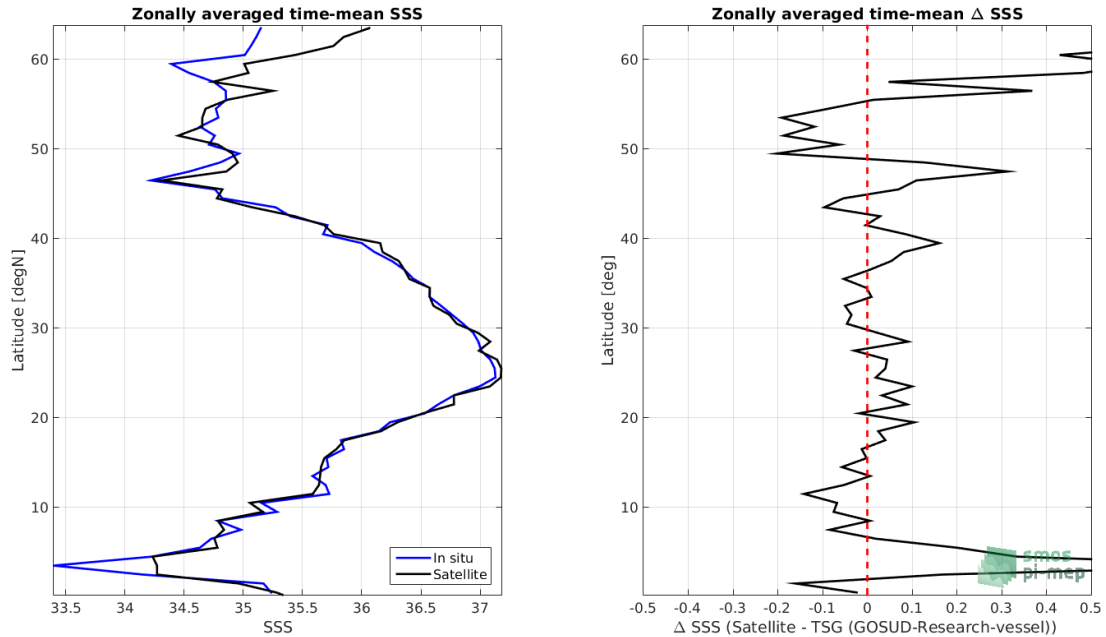 Zonally averaged time-mean SSS
60
50
40
30
20
10
Latitude [degN]
33.5 34 34.5 35 35.5 36 36.5 37
SSS
In situ
Satellite
Zonally averaged time-mean Δ SSS
60
50
40
30
20
10
Latitude [deg]
-0.5 -0.4 -0.3 -0.2 -0.1 0 0.1 0.2 0.3 0.4 0.5
Δ SSS (Satellite - TSG (GOSUD-Research-vessel))
smos
pi-mep